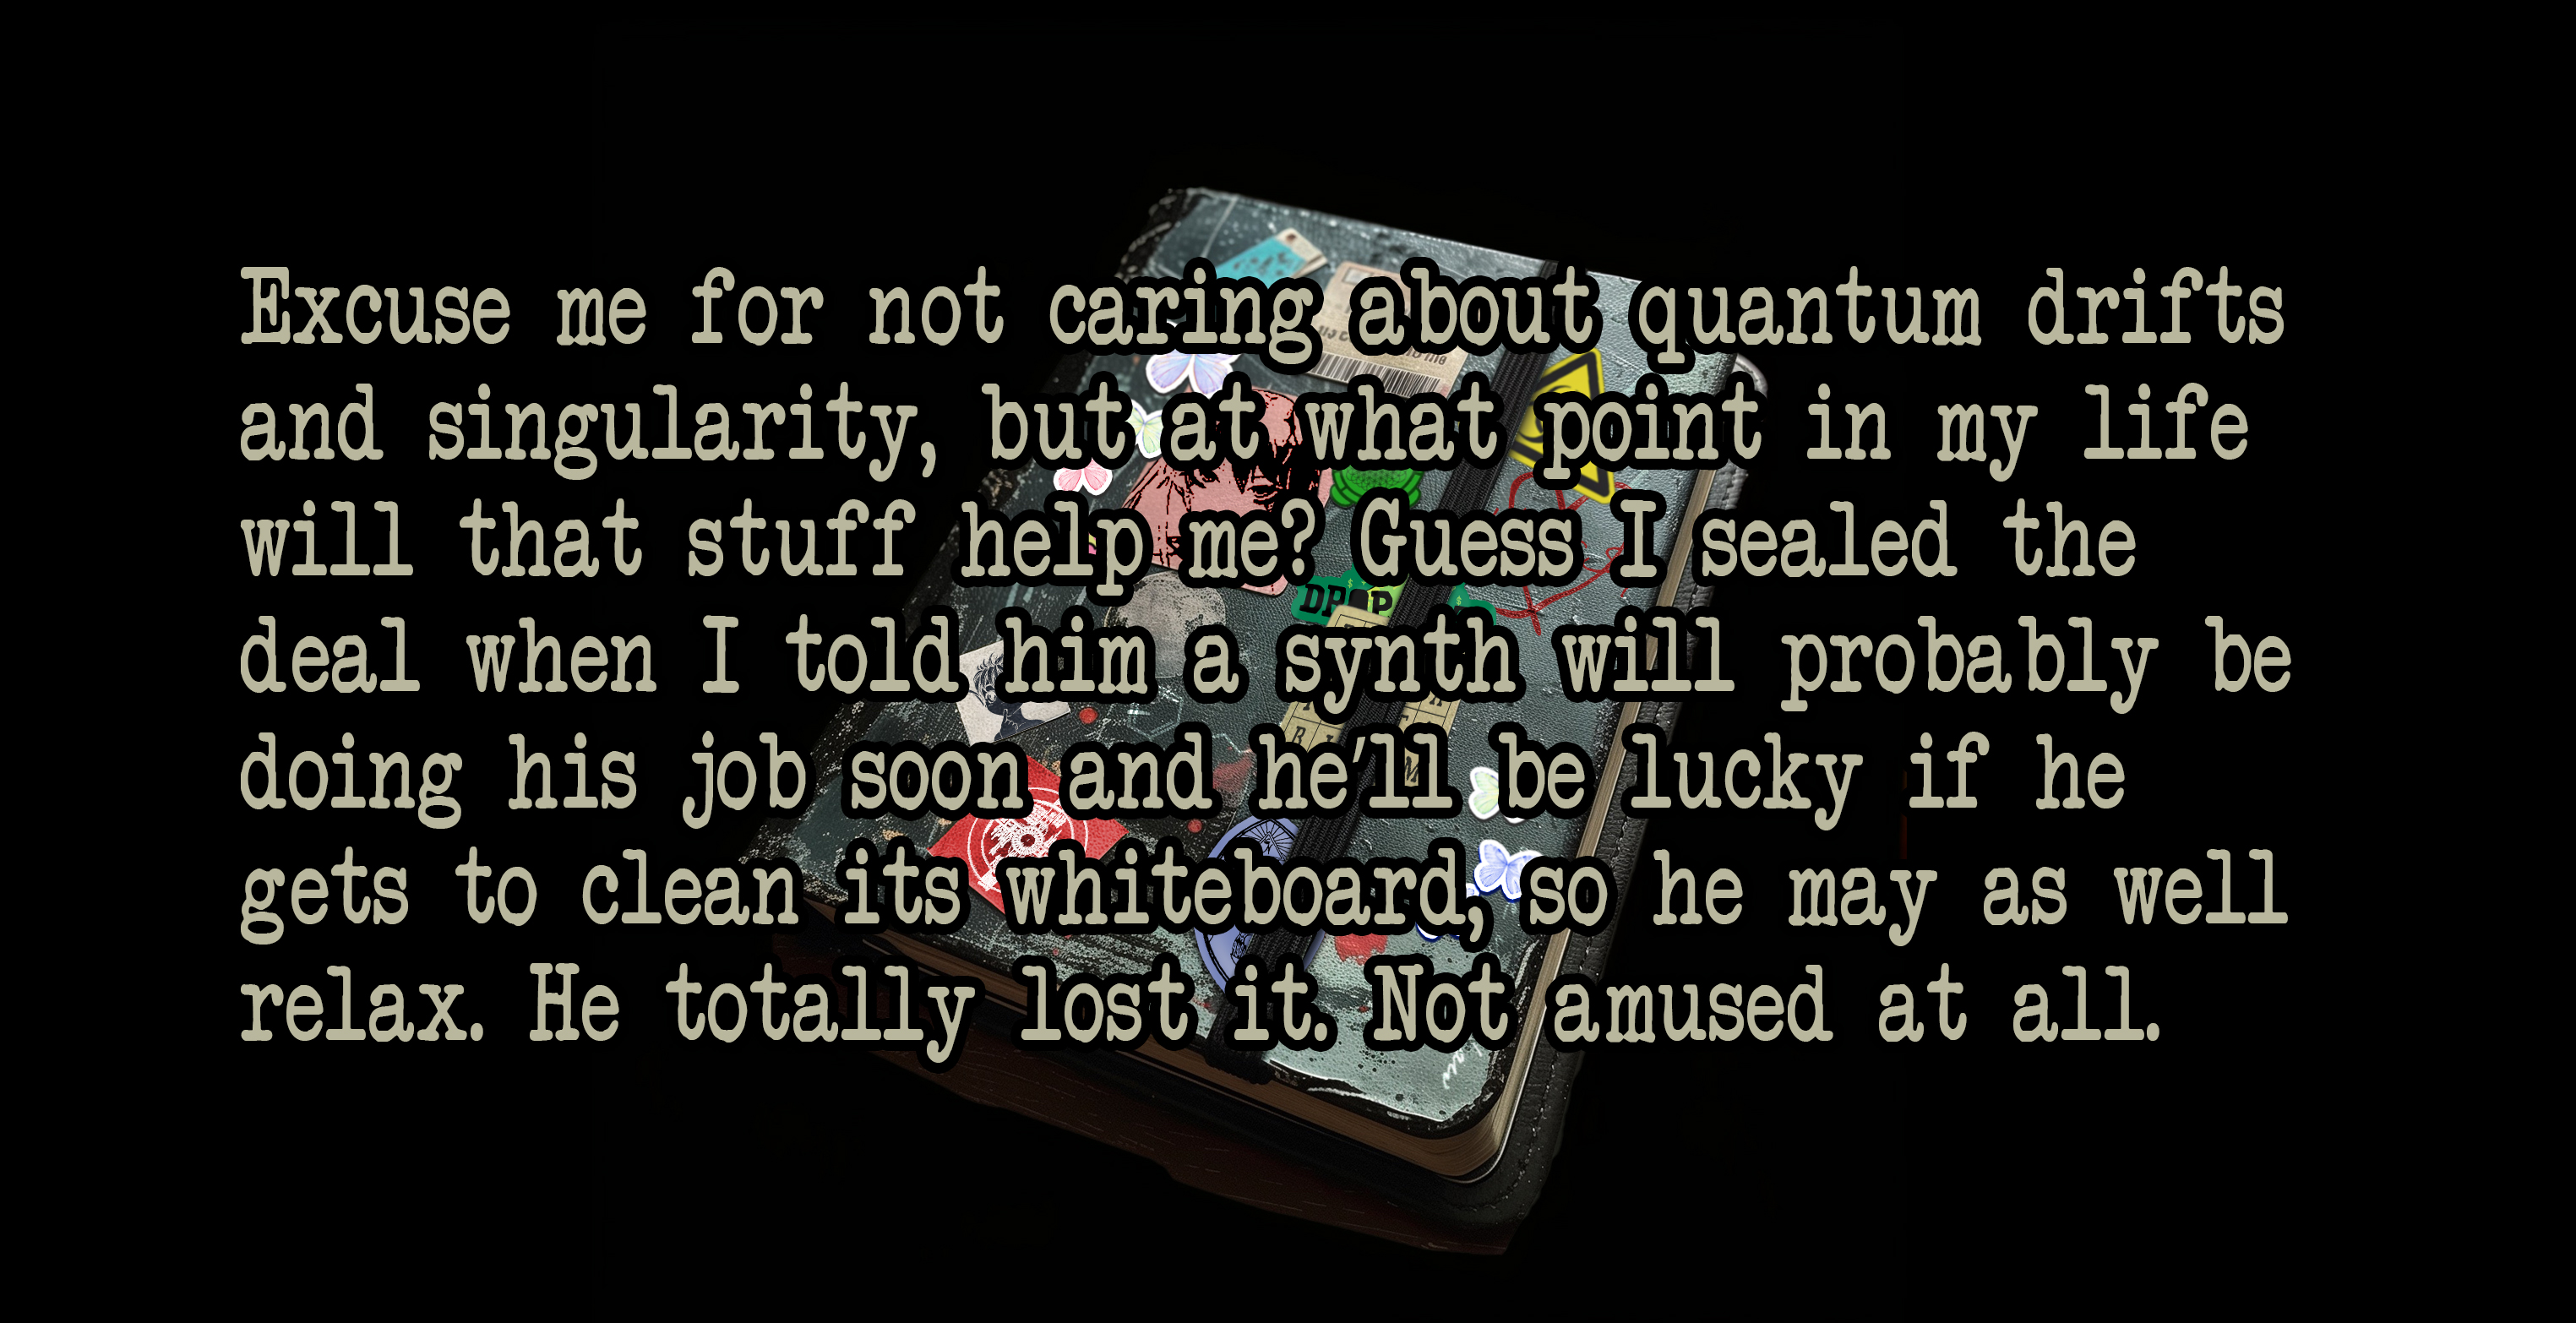 Excuse me for not caring about quantum drifts
and singularity, but at what point in my life
will that stuff help me? Guess I sealed the
deal when I told him a synth will probably be
doing his job soon and he'll be lucky if he
gets to clean its whiteboard, so he may as well
relax. He totally lost it. Not amused at all.
DROP